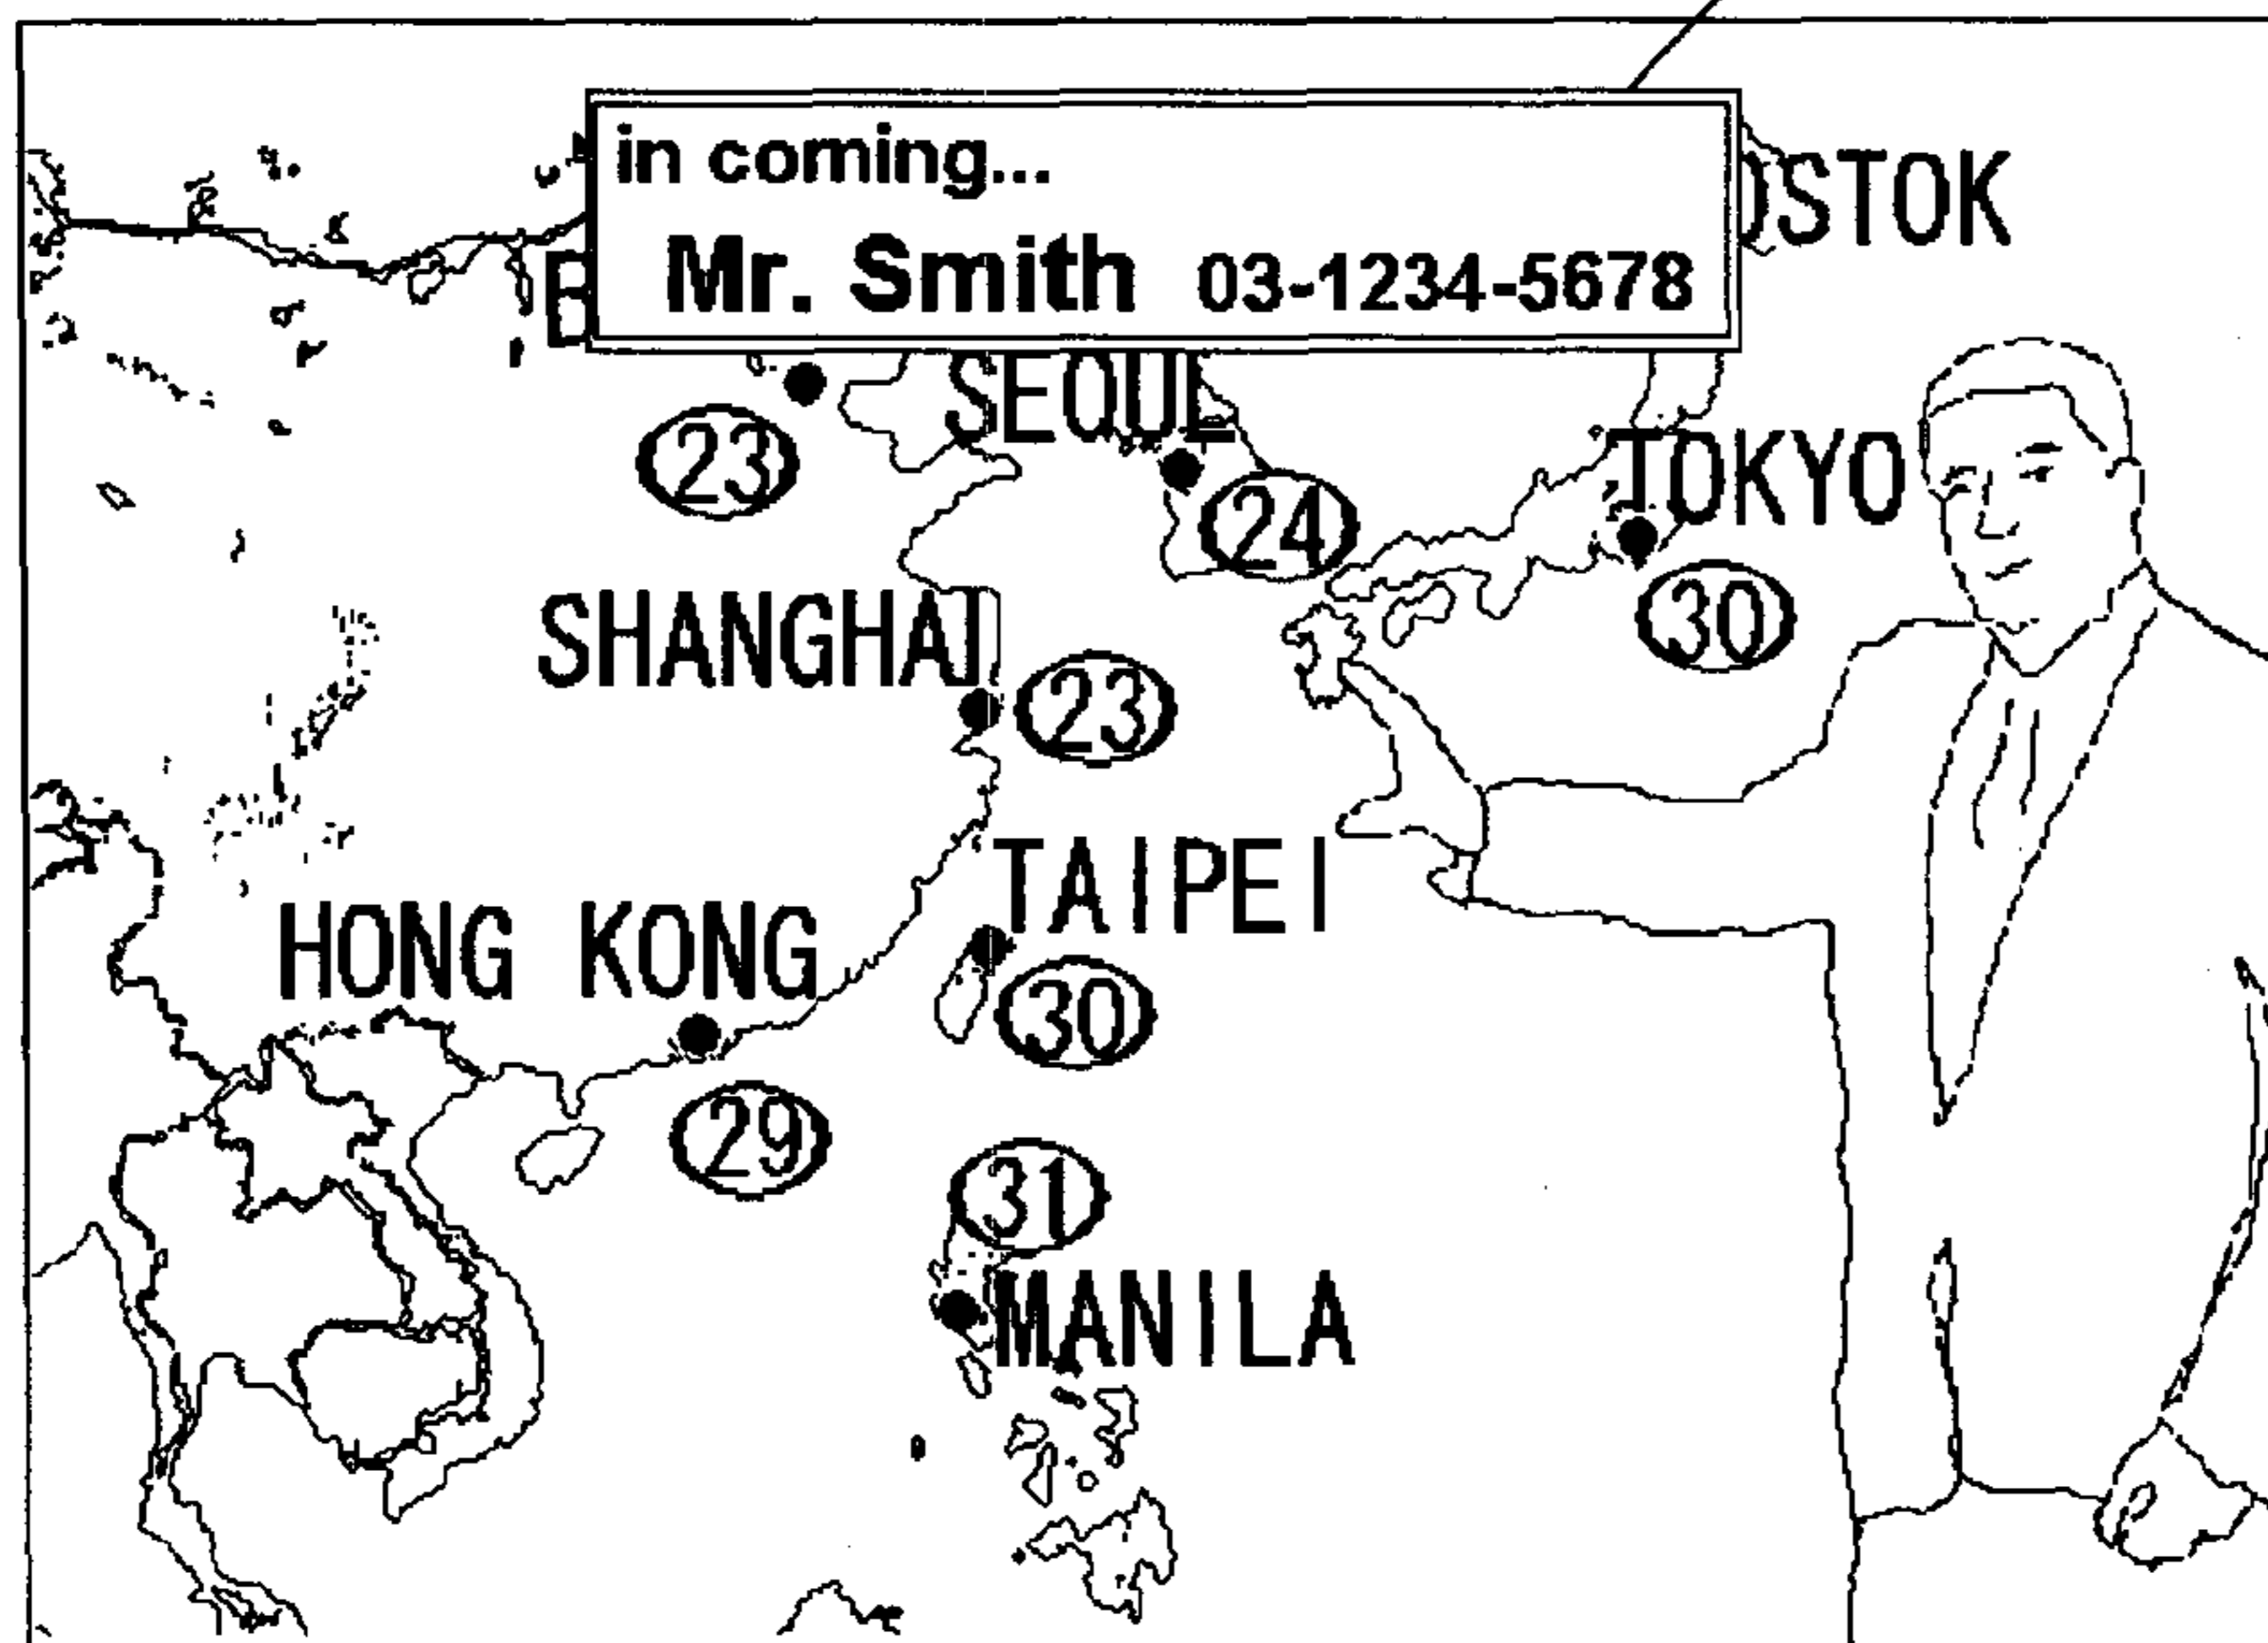 in coming...
Mr. Smith 03-1234-5678
SEOUL
23
TOKYO
24
30
SHANGHAI
23
TAIPEI
HONG KONG
30
29
31
MANILA